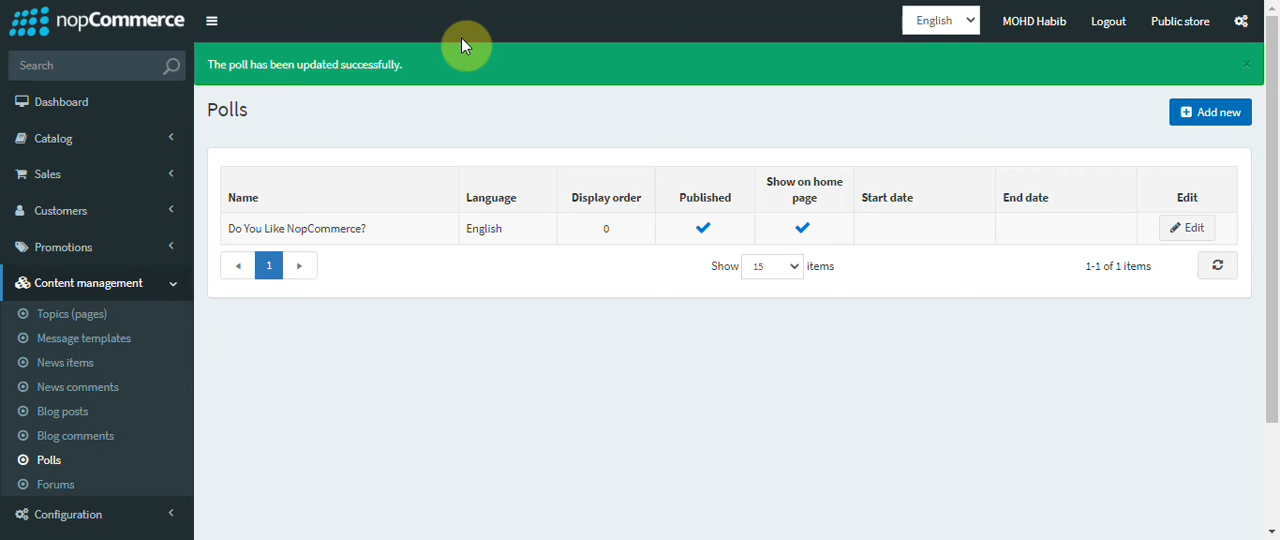 nopCommerce
English
MOHD Habib
Logout
Public store
Search
The poll has been updated successfully.
×
Dashboard
Polls
Add new
Catalog
Sales
Customers
Promotions
Content management
Topics (pages)
Message templates
News items
News comments
Blog posts
Blog comments
Polls
Forums
Configuration
Name
Language
Display order
Published
Show on home
page
Start date
End date
Edit
Do You Like NopCommerce?
English
0
Edit
1
Show 15 items
1-1 of 1 items